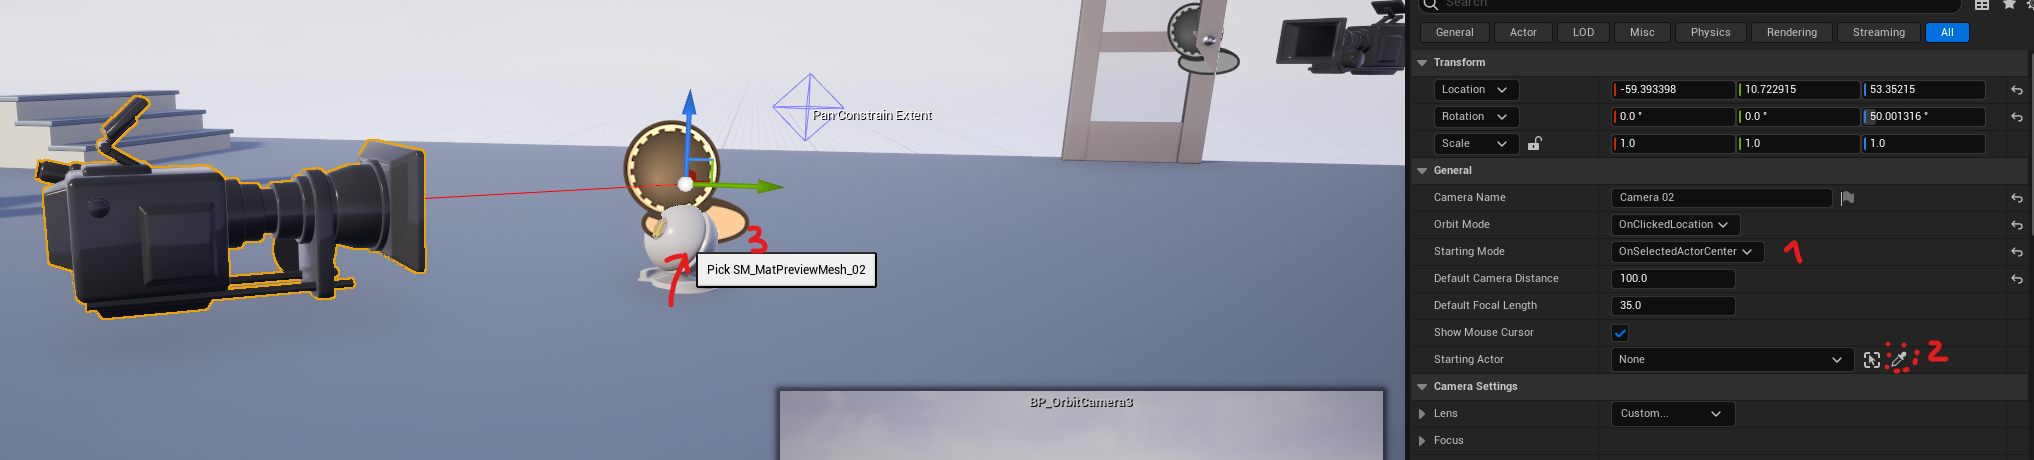 Pan Constrain Extent
3
Pick SM_MatPreviewMesh_02
BP_OrbitCamera3
Search
General Actor LOD Misc Physics Rendering Streaming All
Transform
Location -59.393398 10.722915 53.35215
Rotation 0.0 ° 0.0 ° 50.001316 °
Scale 1.0 1.0 1.0
General
Camera Name Camera 02
Orbit Mode OnClickedLocation
Starting Mode OnSelectedActorCenter 1
Default Camera Distance 100.0
Default Focal Length 35.0
Show Mouse Cursor
Starting Actor None 2
Camera Settings
Lens Custom...
Focus